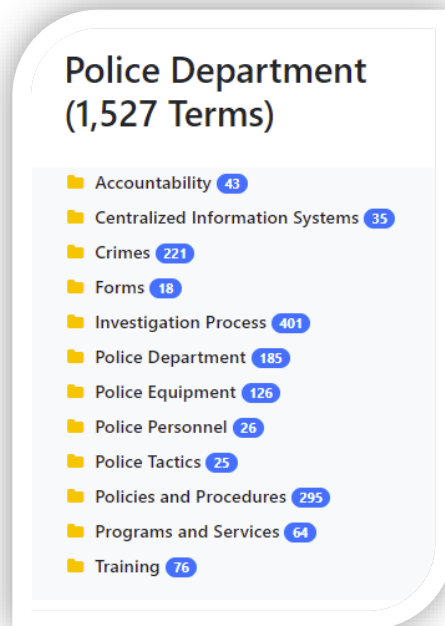 Police Department
(1,527 Terms)
Accountability 43
Centralized Information Systems 35
Crimes 221
Forms 18
Investigation Process 401
Police Department 185
Police Equipment 126
Police Personnel 26
Police Tactics 25
Policies and Procedures 295
Programs and Services 64
Training 76